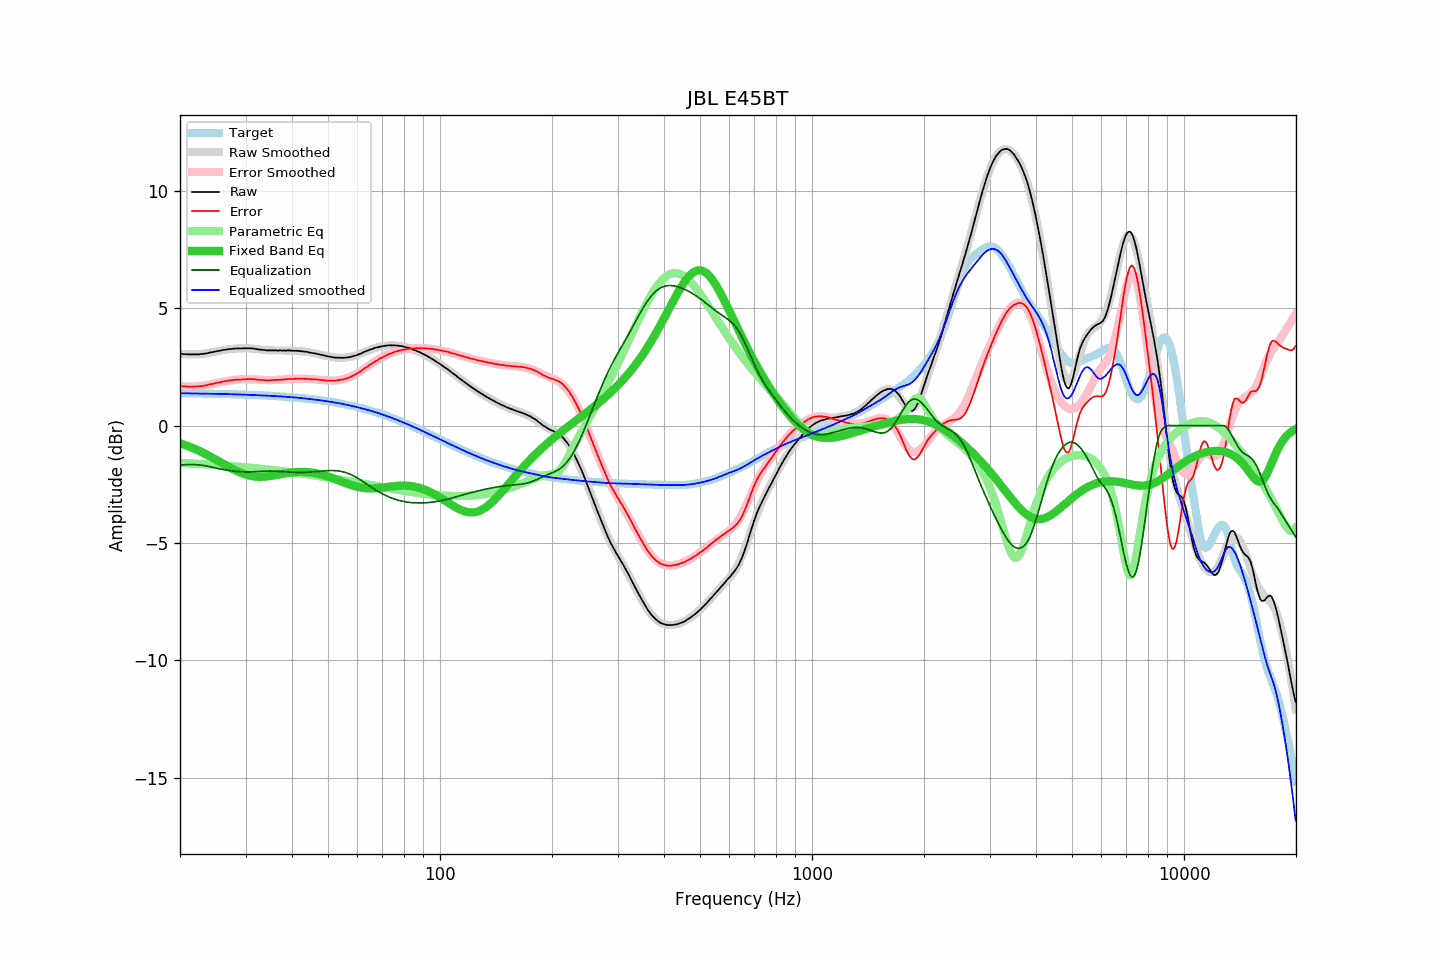 JBL E45BT
Target
Raw Smoothed
Error Smoothed
Raw
Error
Parametric Eq
Fixed Band Eq
Equalization
Equalized smoothed
10
5
0
−5
−10
−15
Amplitude (dBr)
100
1000
10000
Frequency (Hz)